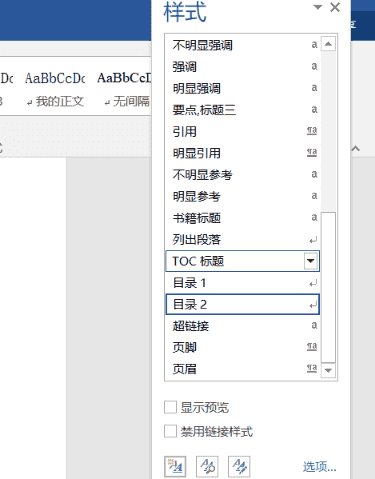 样式
AaBbCcDc
AaBbCcD
我的正文
无间隔
不明显强调
强调
明显强调
要点,标题三
引用
明显引用
不明显参考
明显参考
书籍标题
列出段落
TOC 标题
目录 1
目录 2
超链接
页脚
页眉
显示预览
禁用链接样式
选项...